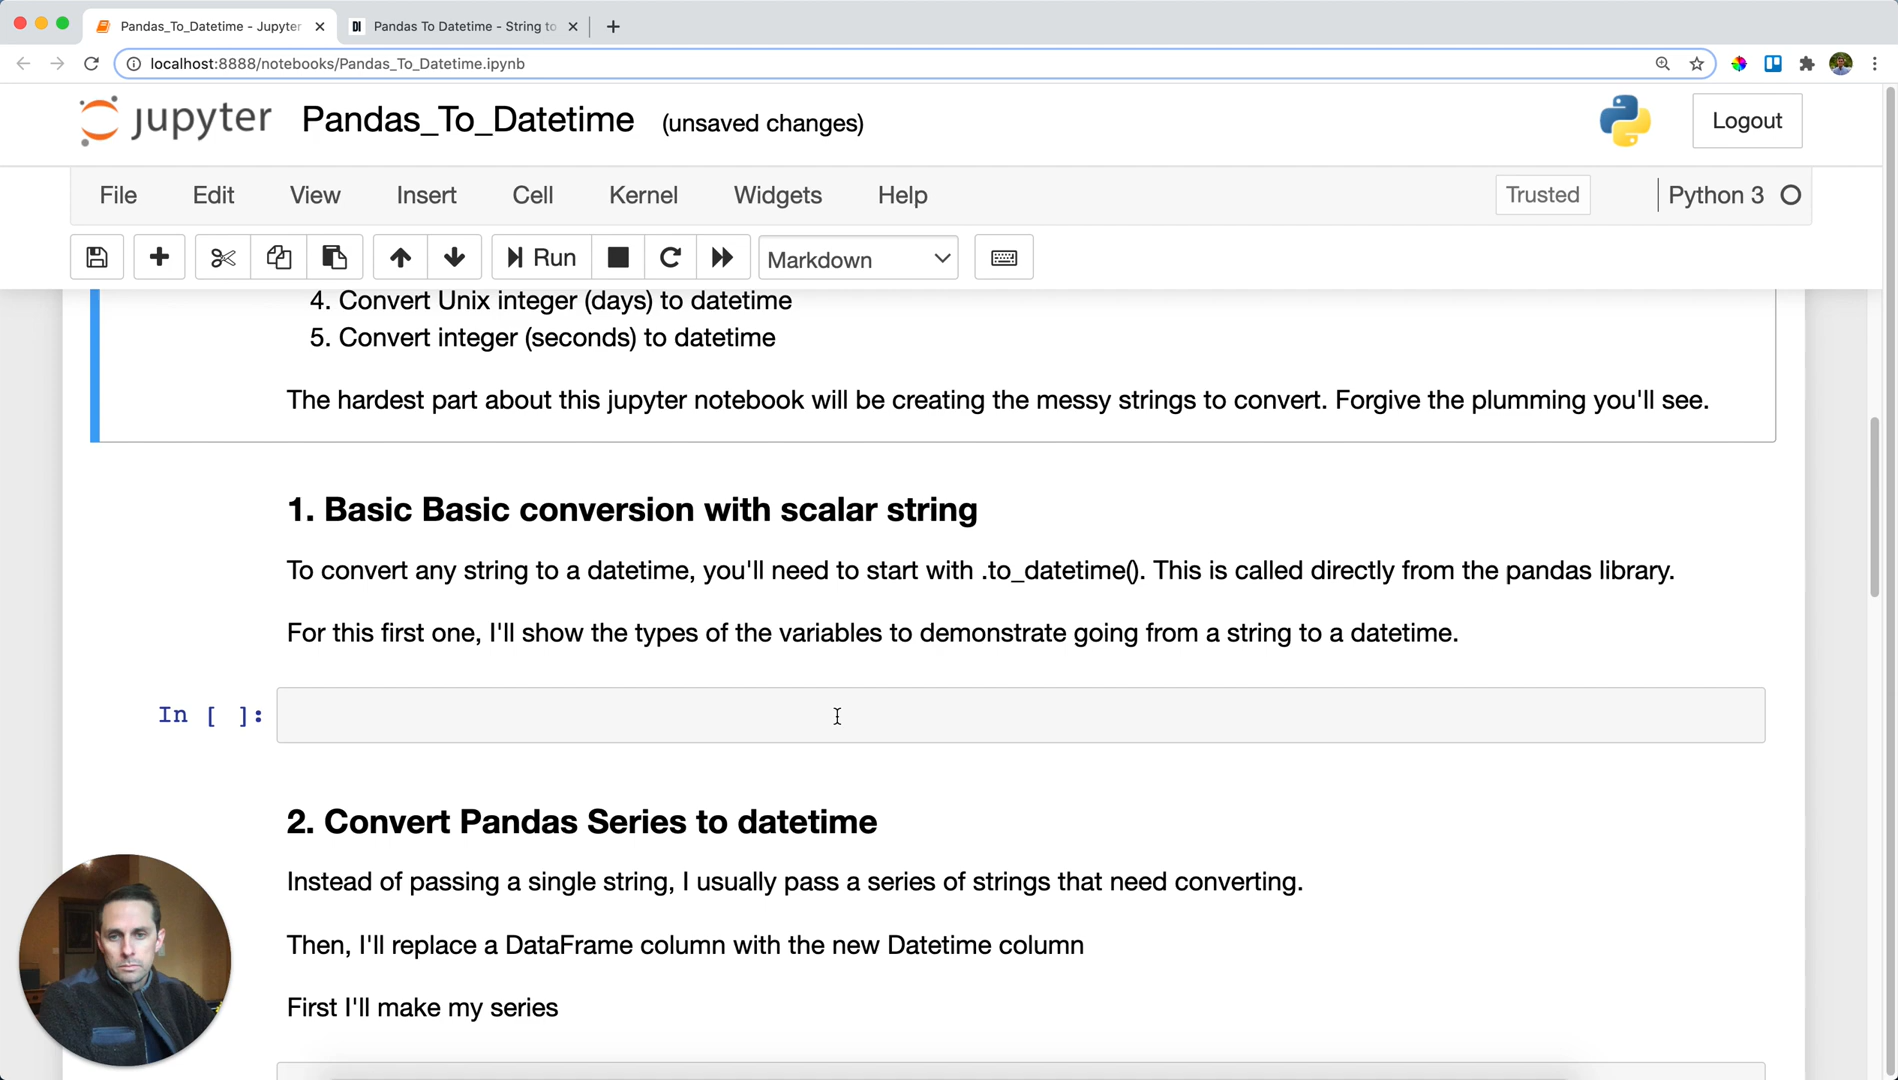 Pandas_To_Datetime - Jupyter
DI Pandas To Datetime - String to
localhost:8888/notebooks/Pandas_To_Datetime.ipynb
jupyter Pandas_To_Datetime (unsaved changes)
Logout
File Edit View Insert Cell Kernel Widgets Help Trusted Python 3
Run Markdown
4. Convert Unix integer (days) to datetime
5. Convert integer (seconds) to datetime
The hardest part about this jupyter notebook will be creating the messy strings to convert. Forgive the plumming you'll see.
1. Basic Basic conversion with scalar string
To convert any string to a datetime, you'll need to start with .to_datetime(). This is called directly from the pandas library.
For this first one, I'll show the types of the variables to demonstrate going from a string to a datetime.
In [ ]:
2. Convert Pandas Series to datetime
Instead of passing a single string, I usually pass a series of strings that need converting.
Then, I'll replace a DataFrame column with the new Datetime column
First I'll make my series